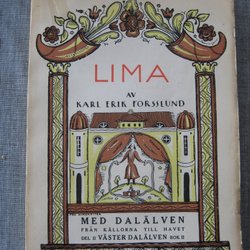 LIMA
AV
KARL ERIK FORSSLUND
MED DALÄLVEN
FRÅN KÄLLORNA TILL HAVET
DEL II VÄSTER DALÄLVEN BOK II